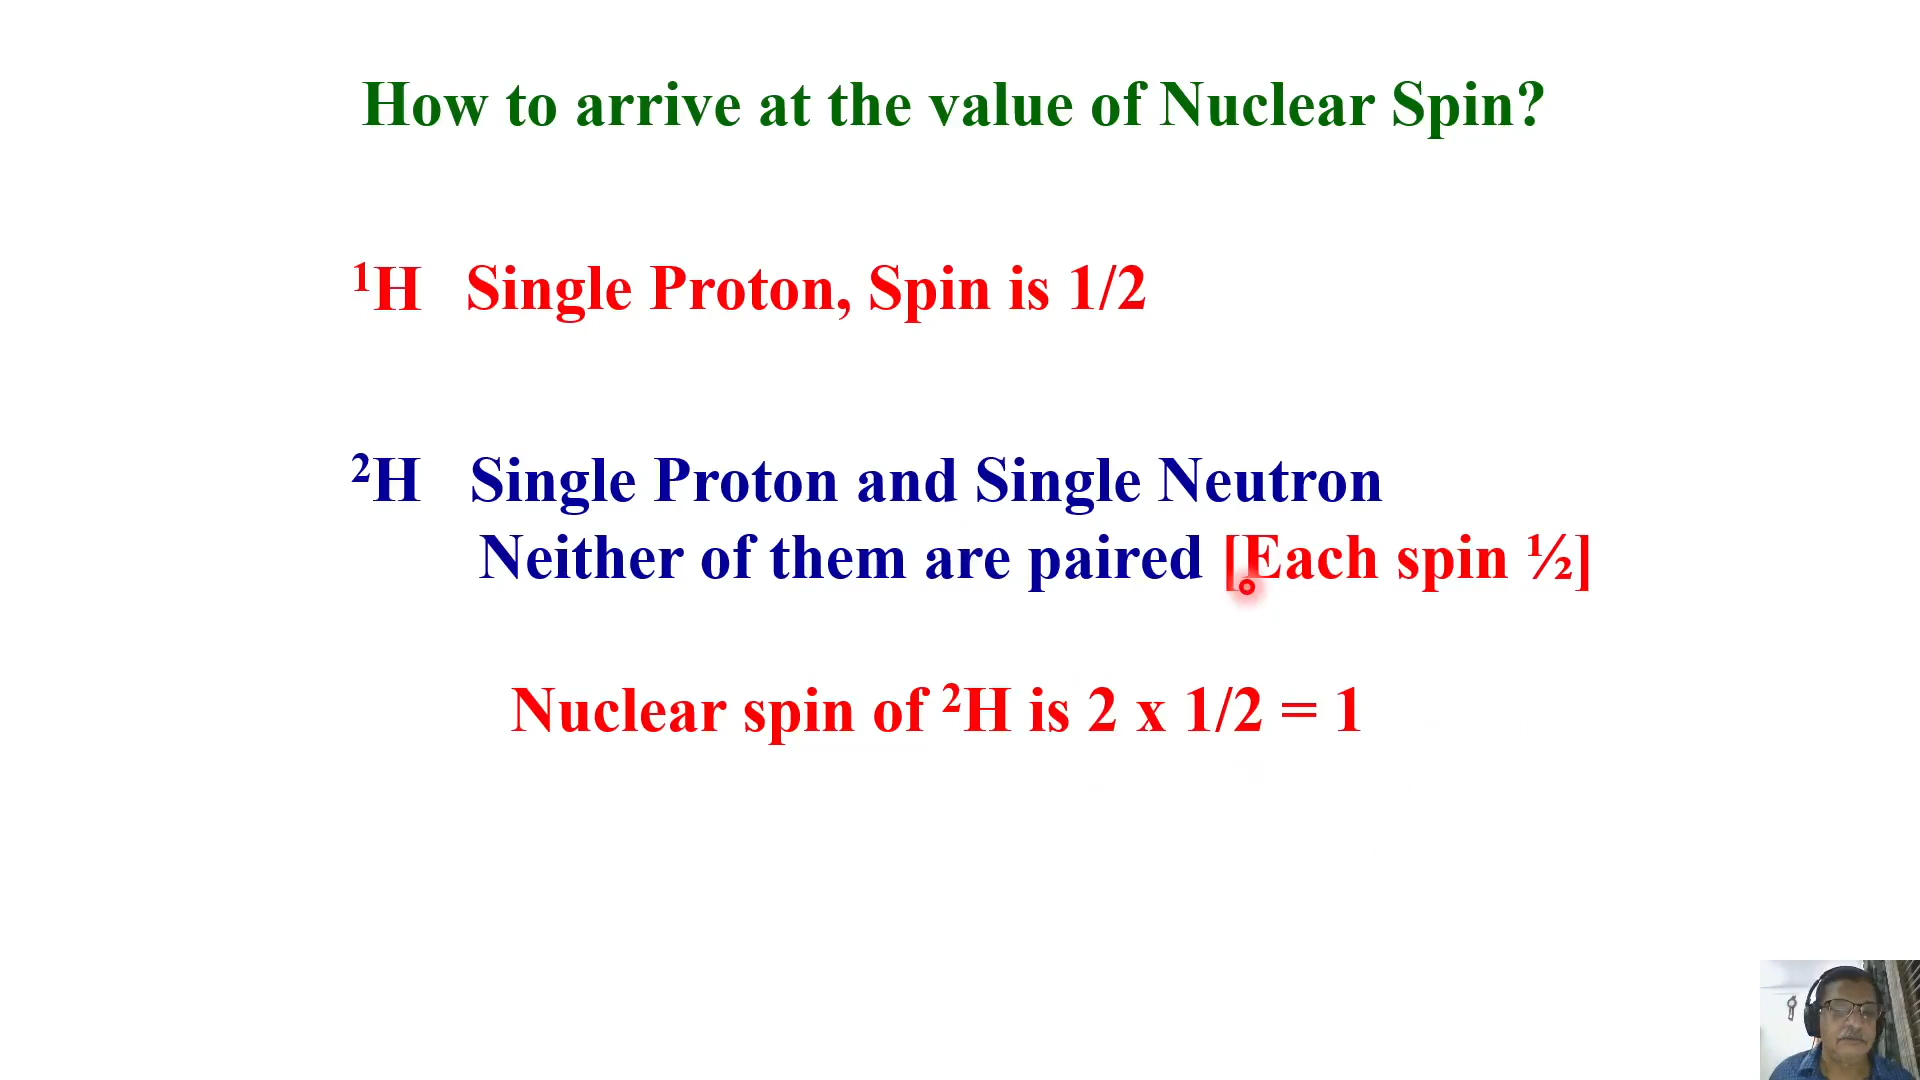 How to arrive at the value of Nuclear Spin?
¹H Single Proton, Spin is 1/2
²H Single Proton and Single Neutron
Neither of them are paired [Each spin ½]
Nuclear spin of ²H is 2 x 1/2 = 1